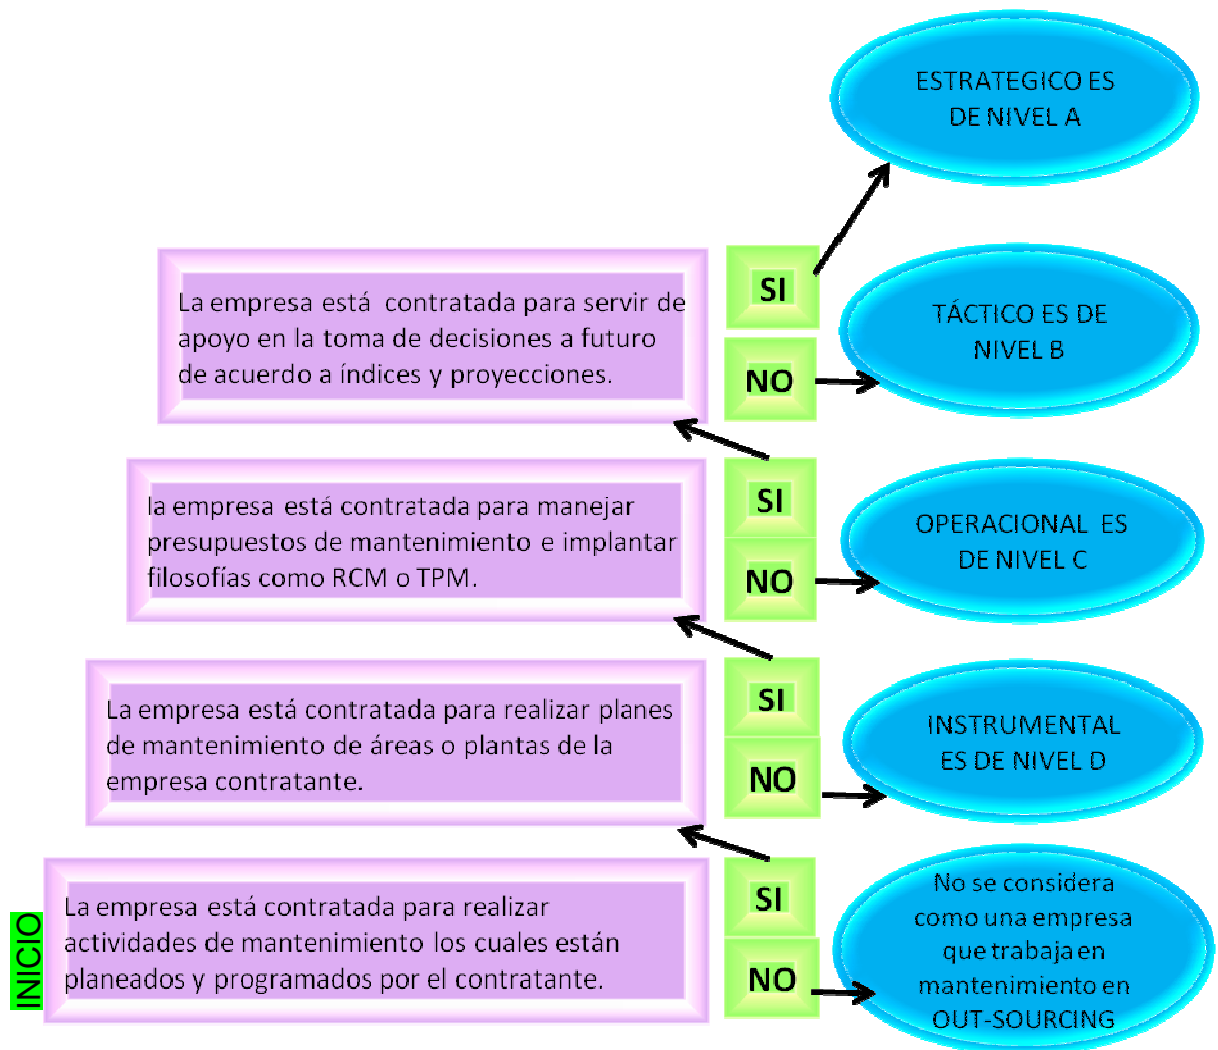 ESTRATEGICO ES
DE NIVEL A
La empresa está contratada para servir de
apoyo en la toma de decisiones a futuro
de acuerdo a índices y proyecciones.
SI
NO
TÁCTICO ES DE
NIVEL B
la empresa está contratada para manejar
presupuestos de mantenimiento e implantar
filosofías como RCM o TPM.
SI
NO
OPERACIONAL ES
DE NIVEL C
La empresa está contratada para realizar planes
de mantenimiento de áreas o plantas de la
empresa contratante.
SI
NO
INSTRUMENTAL
ES DE NIVEL D
INICIO
La empresa está contratada para realizar
actividades de mantenimiento los cuales están
planeados y programados por el contratante.
SI
NO
No se considera
como una empresa
que trabaja en
mantenimiento en
OUT-SOURCING